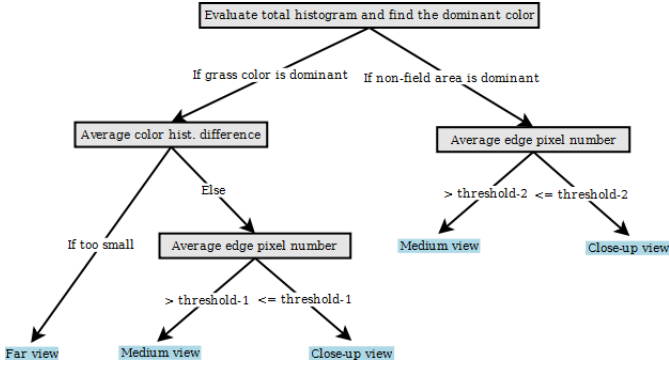 Evaluate total histogram and find the dominant color
If grass color is dominant
If non-field area is dominant
Average color hist. difference
Average edge pixel number
Else
> threshold-2
<= threshold-2
If too small
Average edge pixel number
Medium view
Close-up view
> threshold-1
<= threshold-1
Far view
Medium view
Close-up view